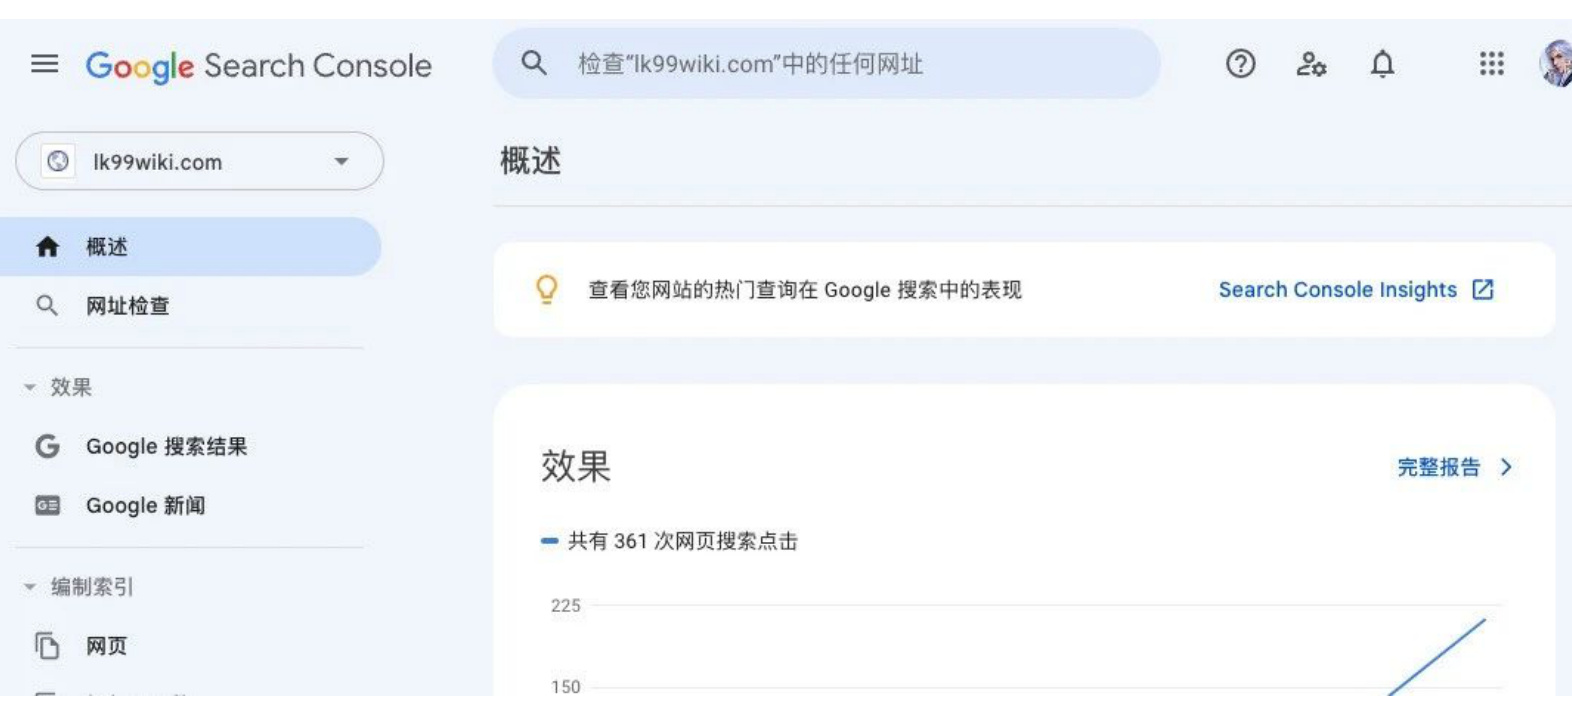 Google Search Console
检查“lk99wiki.com”中的任何网址
lk99wiki.com
概述
网址检查
效果
Google 搜索结果
Google 新闻
编制索引
网页
概述
查看您网站的热门查询在 Google 搜索中的表现
Search Console Insights
效果
完整报告
共有 361 次网页搜索点击
225
150